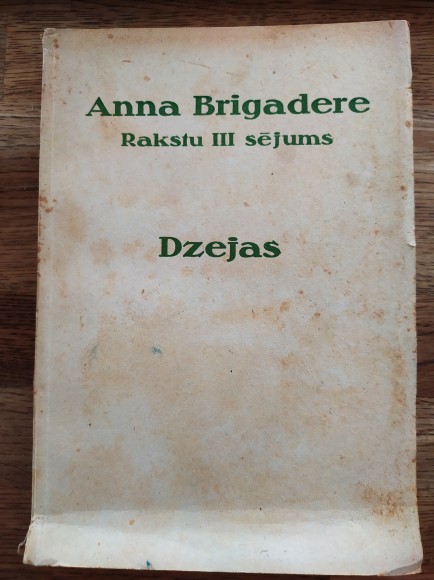 Anna Brigadere
Rakstu III sējums
Dzejas